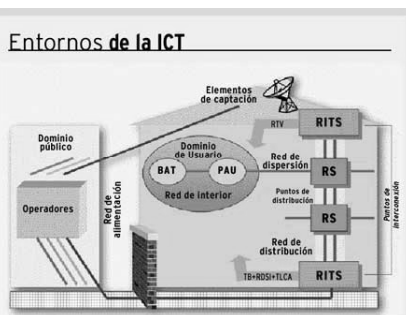 Entornos de la ICT
Elementos
de captación
RTV
RITS
Dominio
público
Dominio
de Usuario
Red de
dispersión
BAT
PAU
RS
Red de interior
Puntos de
distribución
Operadores
Red de
alimentación
RS
Puntos de
interconexión
Red de
distribución
TB+RDSI+TLCA
RITS